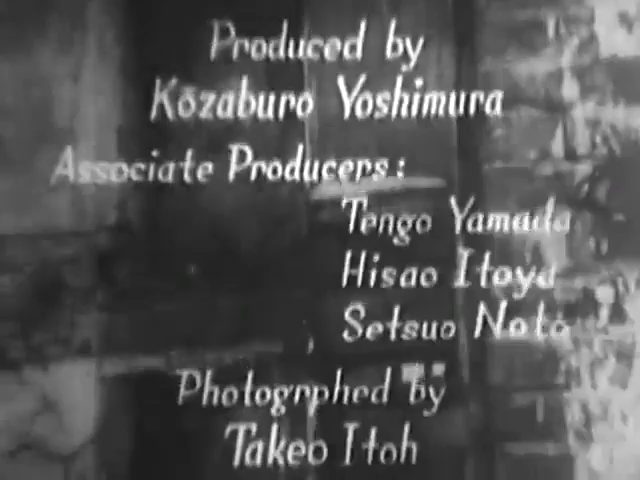 Produced by
Kōzaburo Yoshimura
Associate Producers:
Tengo Yamada
Hisao Itoya
Setsuo Noto
Photogrphed by
Takeo Itoh